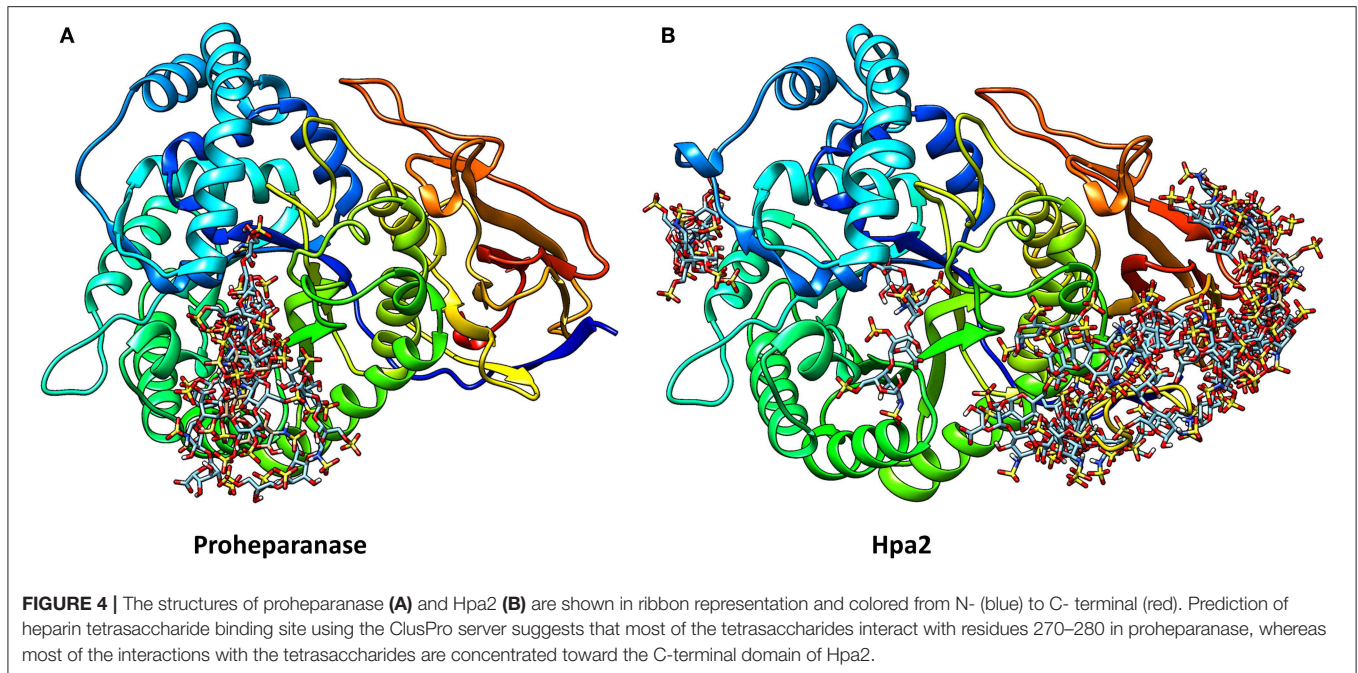 A
B
Proheparanase
Hpa2
FIGURE 4 | The structures of proheparanase (A) and Hpa2 (B) are shown in ribbon representation and colored from N- (blue) to C- terminal (red). Prediction of
heparin tetrasaccharide binding site using the ClusPro server suggests that most of the tetrasaccharides interact with residues 270–280 in proheparanase, whereas
most of the interactions with the tetrasaccharides are concentrated toward the C-terminal domain of Hpa2.